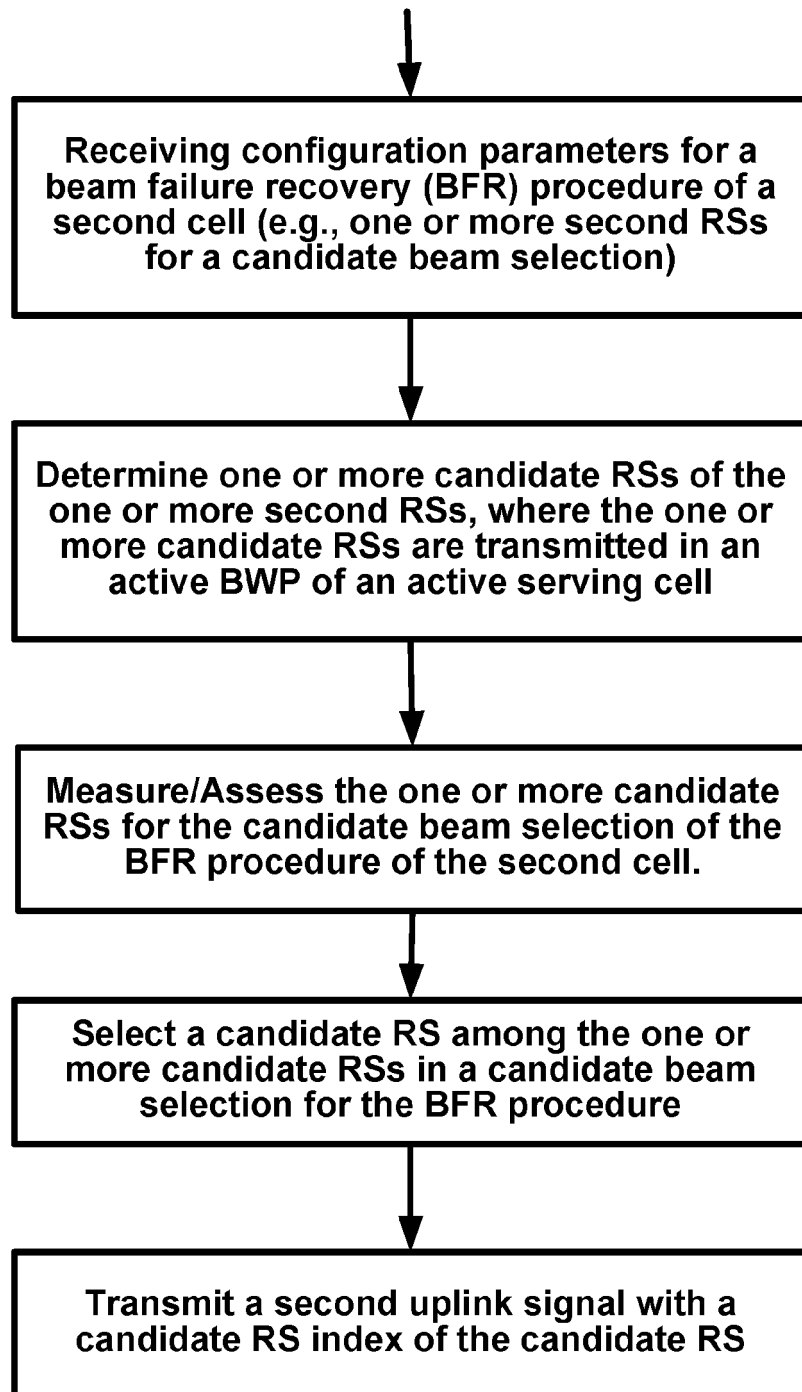 Receiving configuration parameters for a
beam failure recovery (BFR) procedure of a
second cell (e.g., one or more second RSs
for a candidate beam selection)
Determine one or more candidate RSs of the
one or more second RSs, where the one or
more candidate RSs are transmitted in an
active BWP of an active serving cell
Measure/Assess the one or more candidate
RSs for the candidate beam selection of the
BFR procedure of the second cell.
Select a candidate RS among the one or
more candidate RSs in a candidate beam
selection for the BFR procedure
Transmit a second uplink signal with a
candidate RS index of the candidate RS